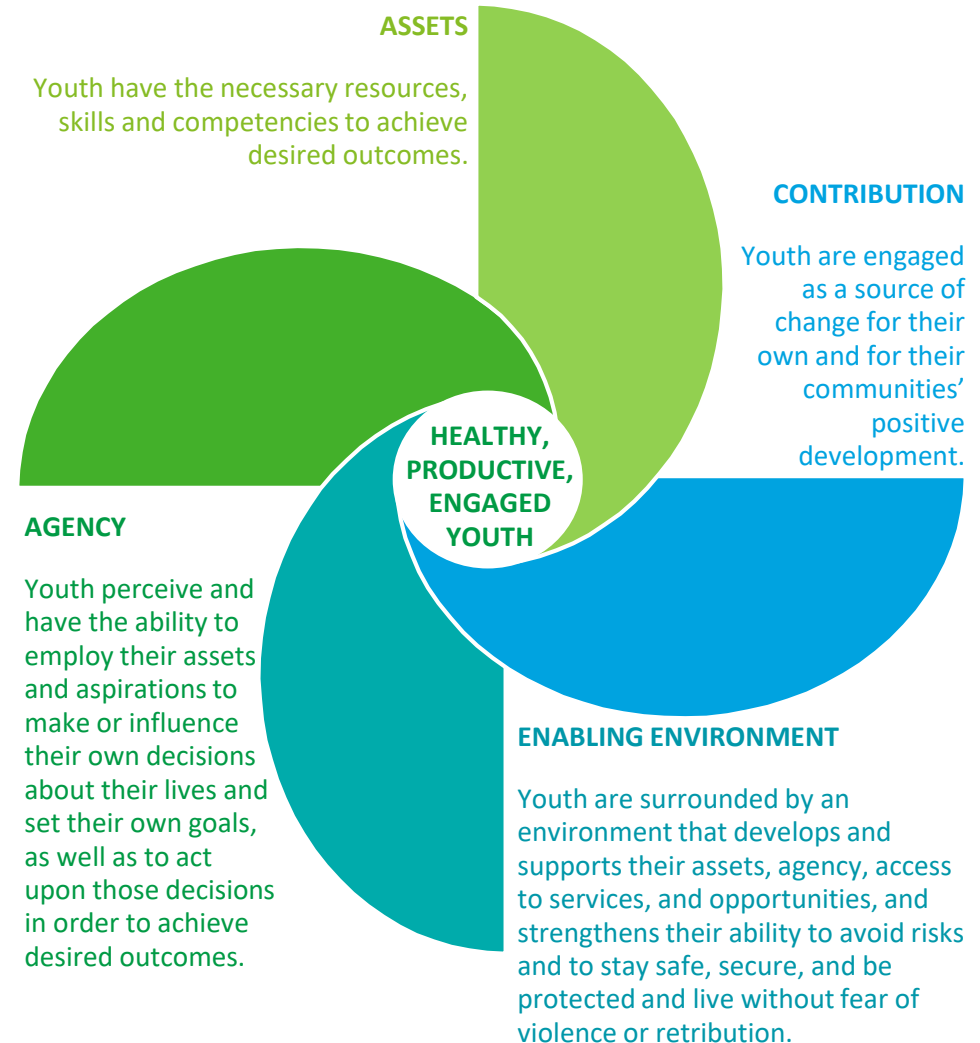 ASSETS
Youth have the necessary resources,
skills and competencies to achieve
desired outcomes.
CONTRIBUTION
Youth are engaged
as a source of
change for their
own and for their
communities’
positive
development.
HEALTHY,
PRODUCTIVE,
ENGAGED
YOUTH
AGENCY
Youth perceive and
have the ability to
employ their assets
and aspirations to
make or influence
their own decisions
about their lives and
set their own goals,
as well as to act
upon those decisions
in order to achieve
desired outcomes.
ENABLING ENVIRONMENT
Youth are surrounded by an
environment that develops and
supports their assets, agency, access
to services, and opportunities, and
strengthens their ability to avoid risks
and to stay safe, secure, and be
protected and live without fear of
violence or retribution.